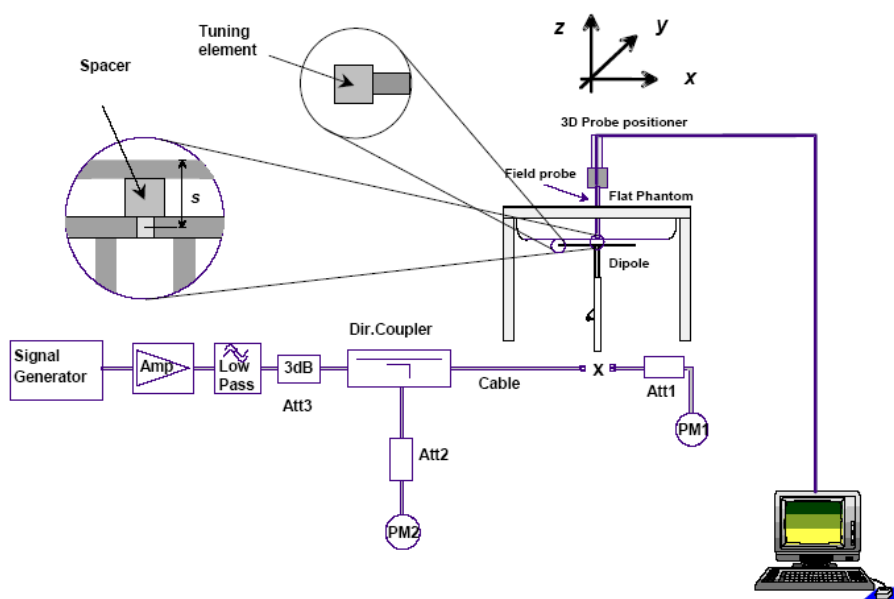 Tuning
element
Spacer
z
y
x
s
3D Probe positioner
Field probe
Flat Phantom
Dipole
Dir.Coupler
Signal
Generator
Amp
Low
Pass
3dB
Att3
Cable
X
Att1
PM1
Att2
PM2